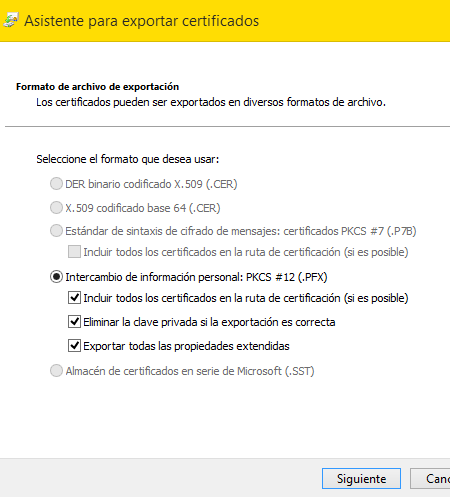 Asistente para exportar certificados
Formato de archivo de exportación
Los certificados pueden ser exportados en diversos formatos de archivo.
Seleccione el formato que desea usar:
DER binario codificado X.509 (.CER)
X.509 codificado base 64 (.CER)
Estándar de sintaxis de cifrado de mensajes: certificados PKCS #7 (.P7B)
Incluir todos los certificados en la ruta de certificación (si es posible)
Intercambio de información personal: PKCS #12 (.PFX)
Incluir todos los certificados en la ruta de certificación (si es posible)
Eliminar la clave privada si la exportación es correcta
Exportar todas las propiedades extendidas
Almacén de certificados en serie de Microsoft (.SST)
Siguiente
Canc